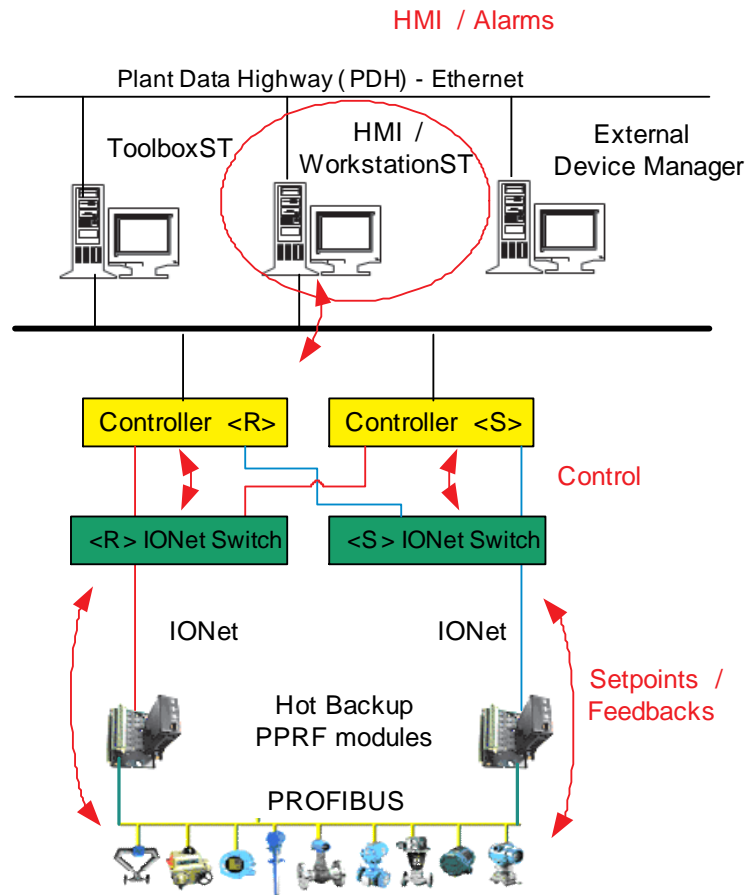 HMI / Alarms
Plant Data Highway (PDH) - Ethernet
ToolboxST
HMI /
WorkstationST
External
Device Manager
Controller <R>
Controller <S>
Control
<R> IONet Switch
<S> IONet Switch
IONet
IONet
Setpoints /
Feedbacks
Hot Backup
PPRF modules
PROFIBUS